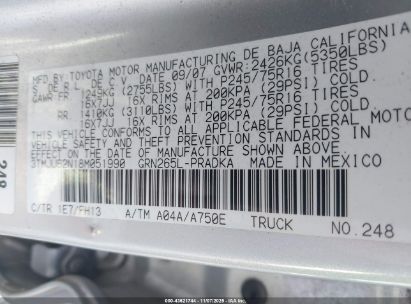 MFD BY: TOYOTA MOTOR MANUFACTURING DE BAJA CALIFORNIA
S. DE R.L. DE C.V. DATE 09/07 GVWR:2426KG(5350LBS)
GAWR FR 1250KG (2755LBS) WITH P245/75R16 TIRES
16X7JJ 16X RIMS AT 200KPA (29PSI) COLD.
RR 1410KG (3110LBS) WITH P245/75R16 TIRES
16X7JJ 16X RIMS AT 200KPA (29PSI) COLD.
THIS VEHICLE CONFORMS TO ALL APPLICABLE FEDERAL MOTOR
VEHICLE SAFETY AND THEFT PREVENTION STANDARDS IN
EFFECT ON THE DATE OF MANUFACTURE SHOWN ABOVE.
GRN265L-PRADKA MADE IN MEXICO
C/TR 1E7/FH13 A/TM A04A/A750E TRUCK NO.248
248